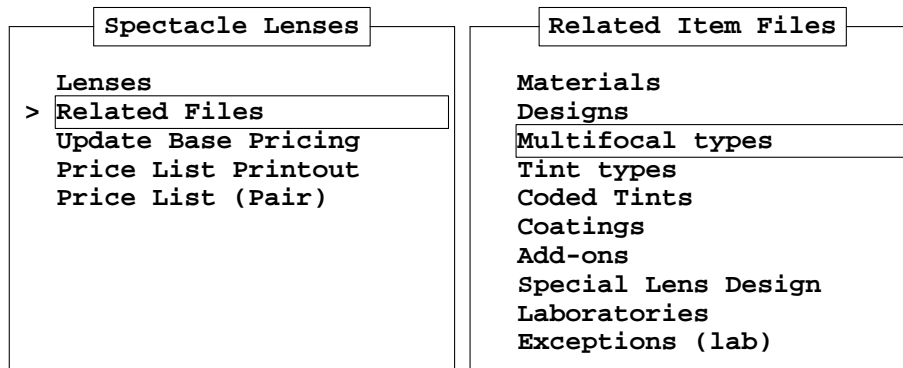 Spectacle Lenses
Lenses
> Related Files
Update Base Pricing
Price List Printout
Price List (Pair)
Related Item Files
Materials
Designs
Multifocal types
Tint types
Coded Tints
Coatings
Add-ons
Special Lens Design
Laboratories
Exceptions (lab)